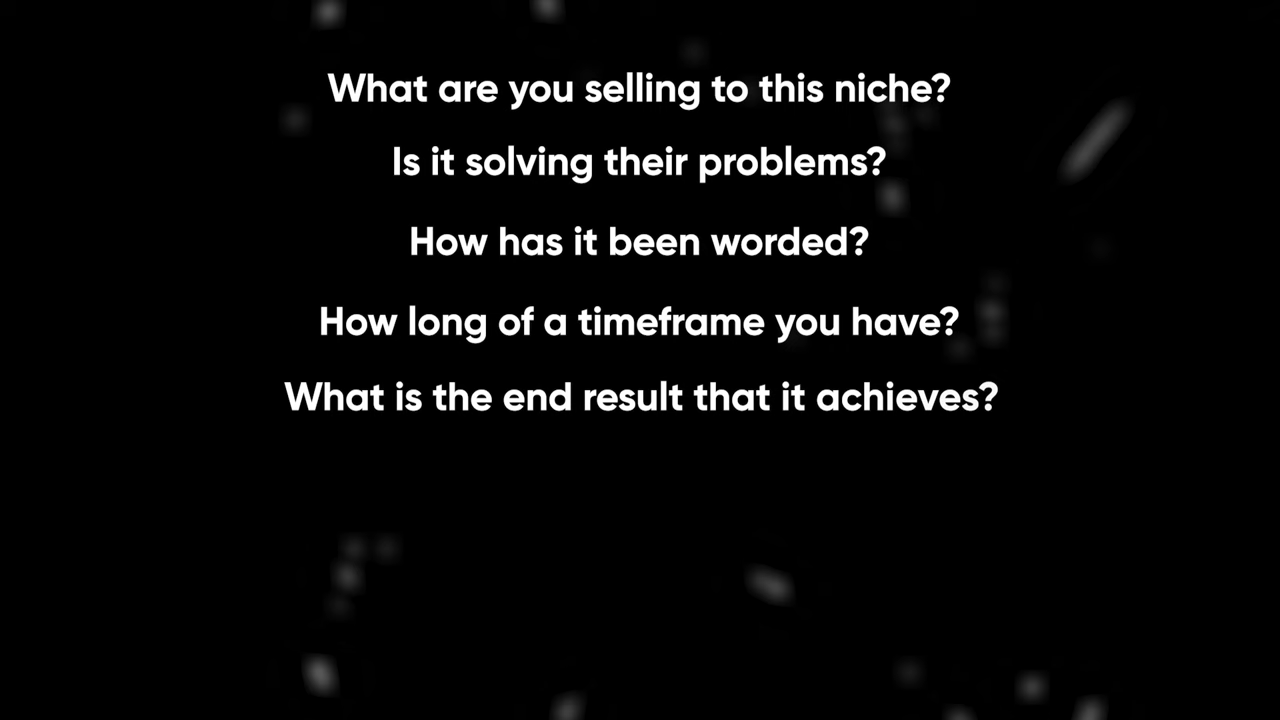 What are you selling to this niche?
Is it solving their problems?
How has it been worded?
How long of a timeframe you have?
What is the end result that it achieves?